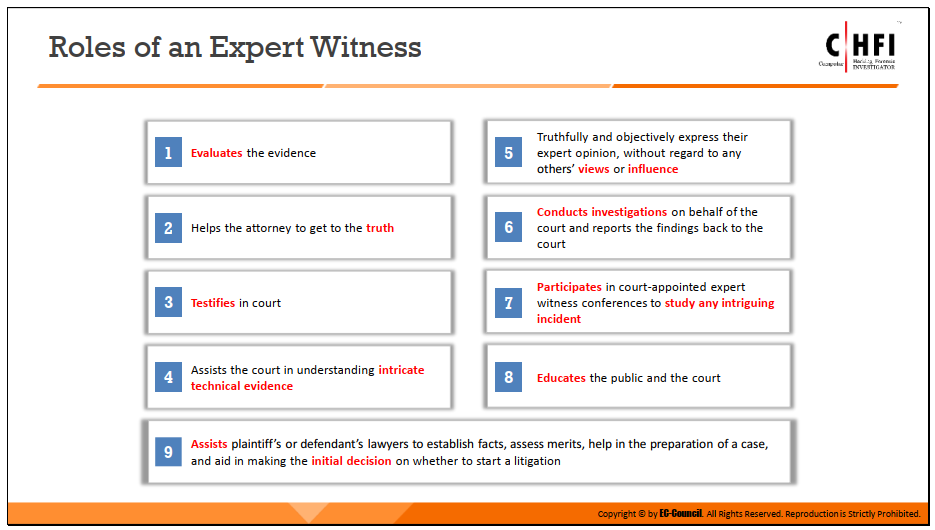 Roles of an Expert Witness
CHFI
Computer Hacking Forensic
INVESTIGATOR
1
Evaluates the evidence
2
Helps the attorney to get to the truth
3
Testifies in court
4
Assists the court in understanding intricate
technical evidence
5
Truthfully and objectively express their
expert opinion, without regard to any
others’ views or influence
6
Conducts investigations on behalf of the
court and reports the findings back to the
court
7
Participates in court-appointed expert
witness conferences to study any intriguing
incident
8
Educates the public and the court
9
Assists plaintiff’s or defendant’s lawyers to establish facts, assess merits, help in the preparation of a case,
and aid in making the initial decision on whether to start a litigation
Copyright © by EC-Council. All Rights Reserved. Reproduction is Strictly Prohibited.